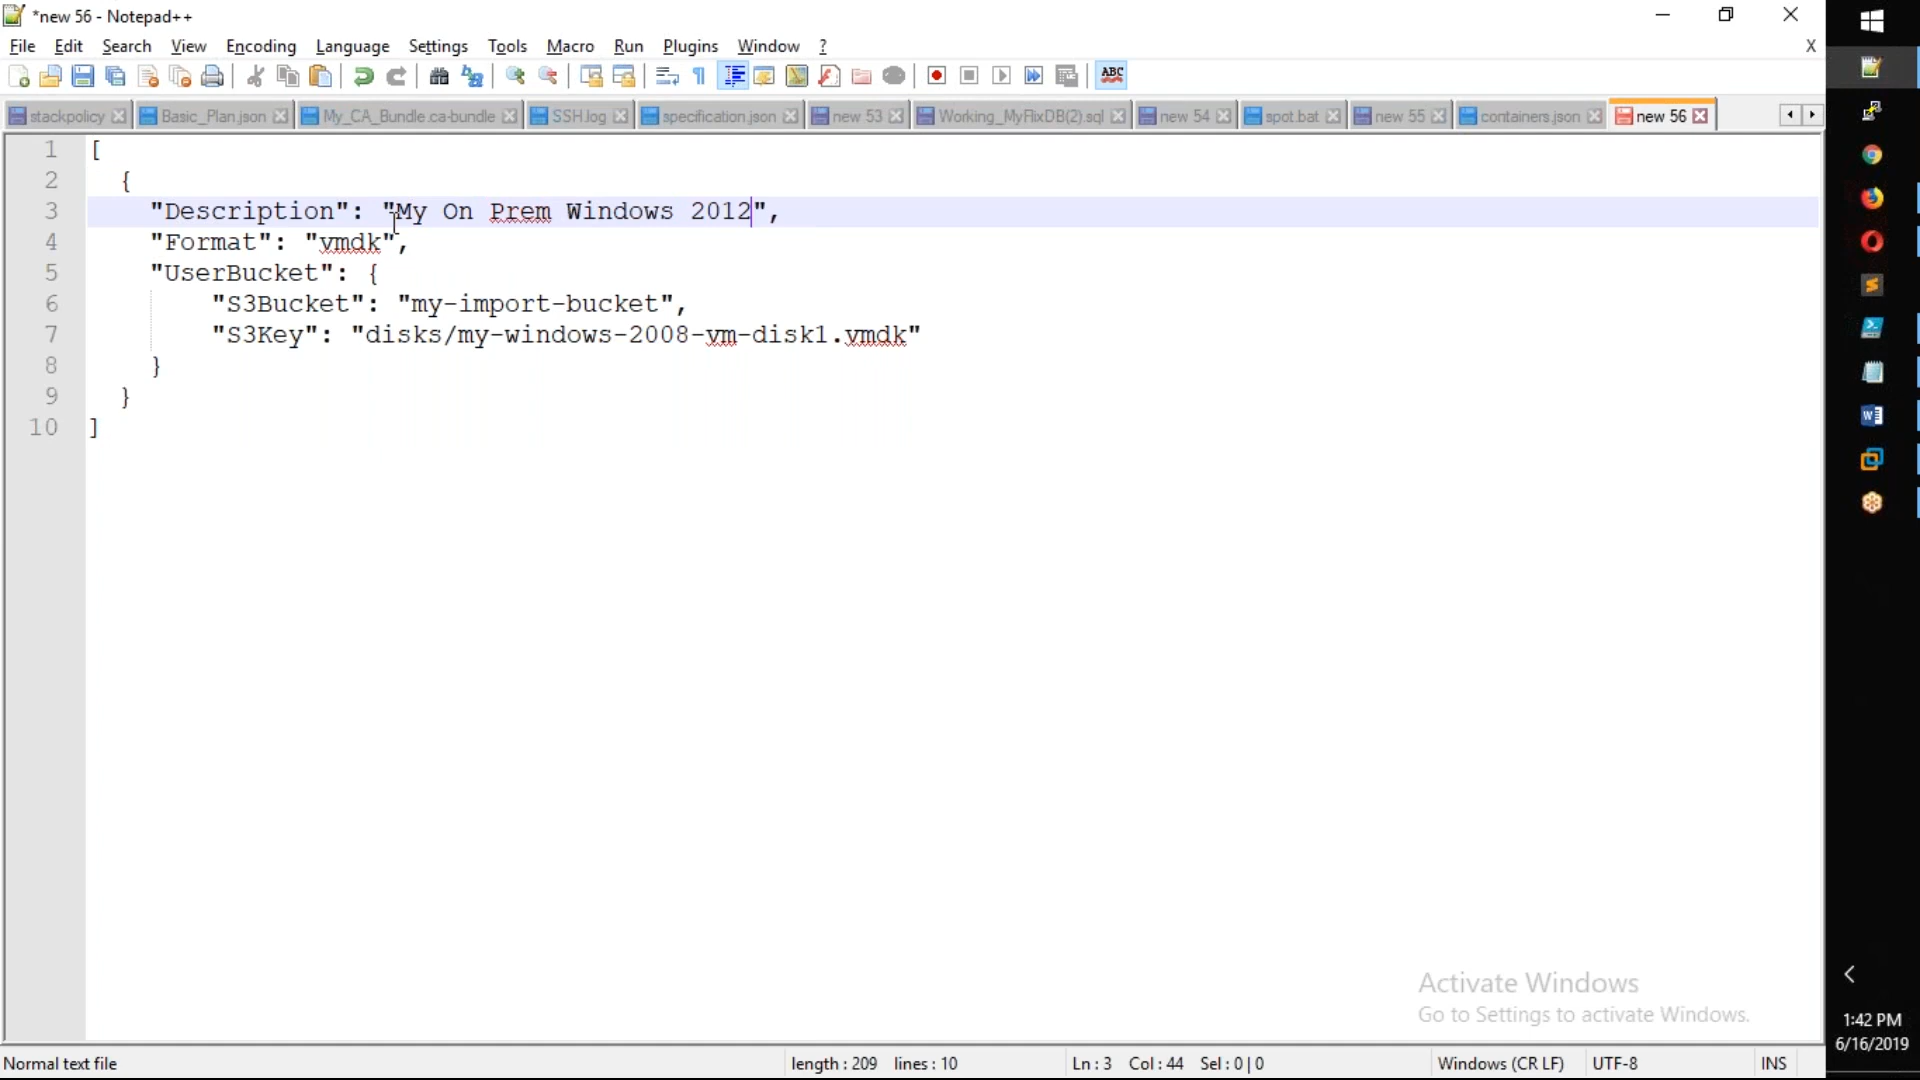 *new 56 - Notepad++
File Edit Search View Encoding Language Settings Tools Macro Run Plugins Window ? X
ABC
stackpolicy Basic_Plan.json My_CA_Bundle.ca-bundle SSH.log specification.json new 53 Working_MyFlixDB(2).sql new 54 spot.bat new 55 containers.json new 56
1 [
2 {
3 "Description": "My On Prem Windows 2012",
4 "Format": "vmdk",
5 "UserBucket": {
6 "S3Bucket": "my-import-bucket",
7 "S3Key": "disks/my-windows-2008-vm-disk1.vmdk"
8 }
9 }
10 ]
Activate Windows
Go to Settings to activate Windows.
1:42 PM
6/16/2019
Normal text file length : 209 lines : 10 Ln : 3 Col : 44 Sel : 0 | 0 Windows (CR LF) UTF-8 INS